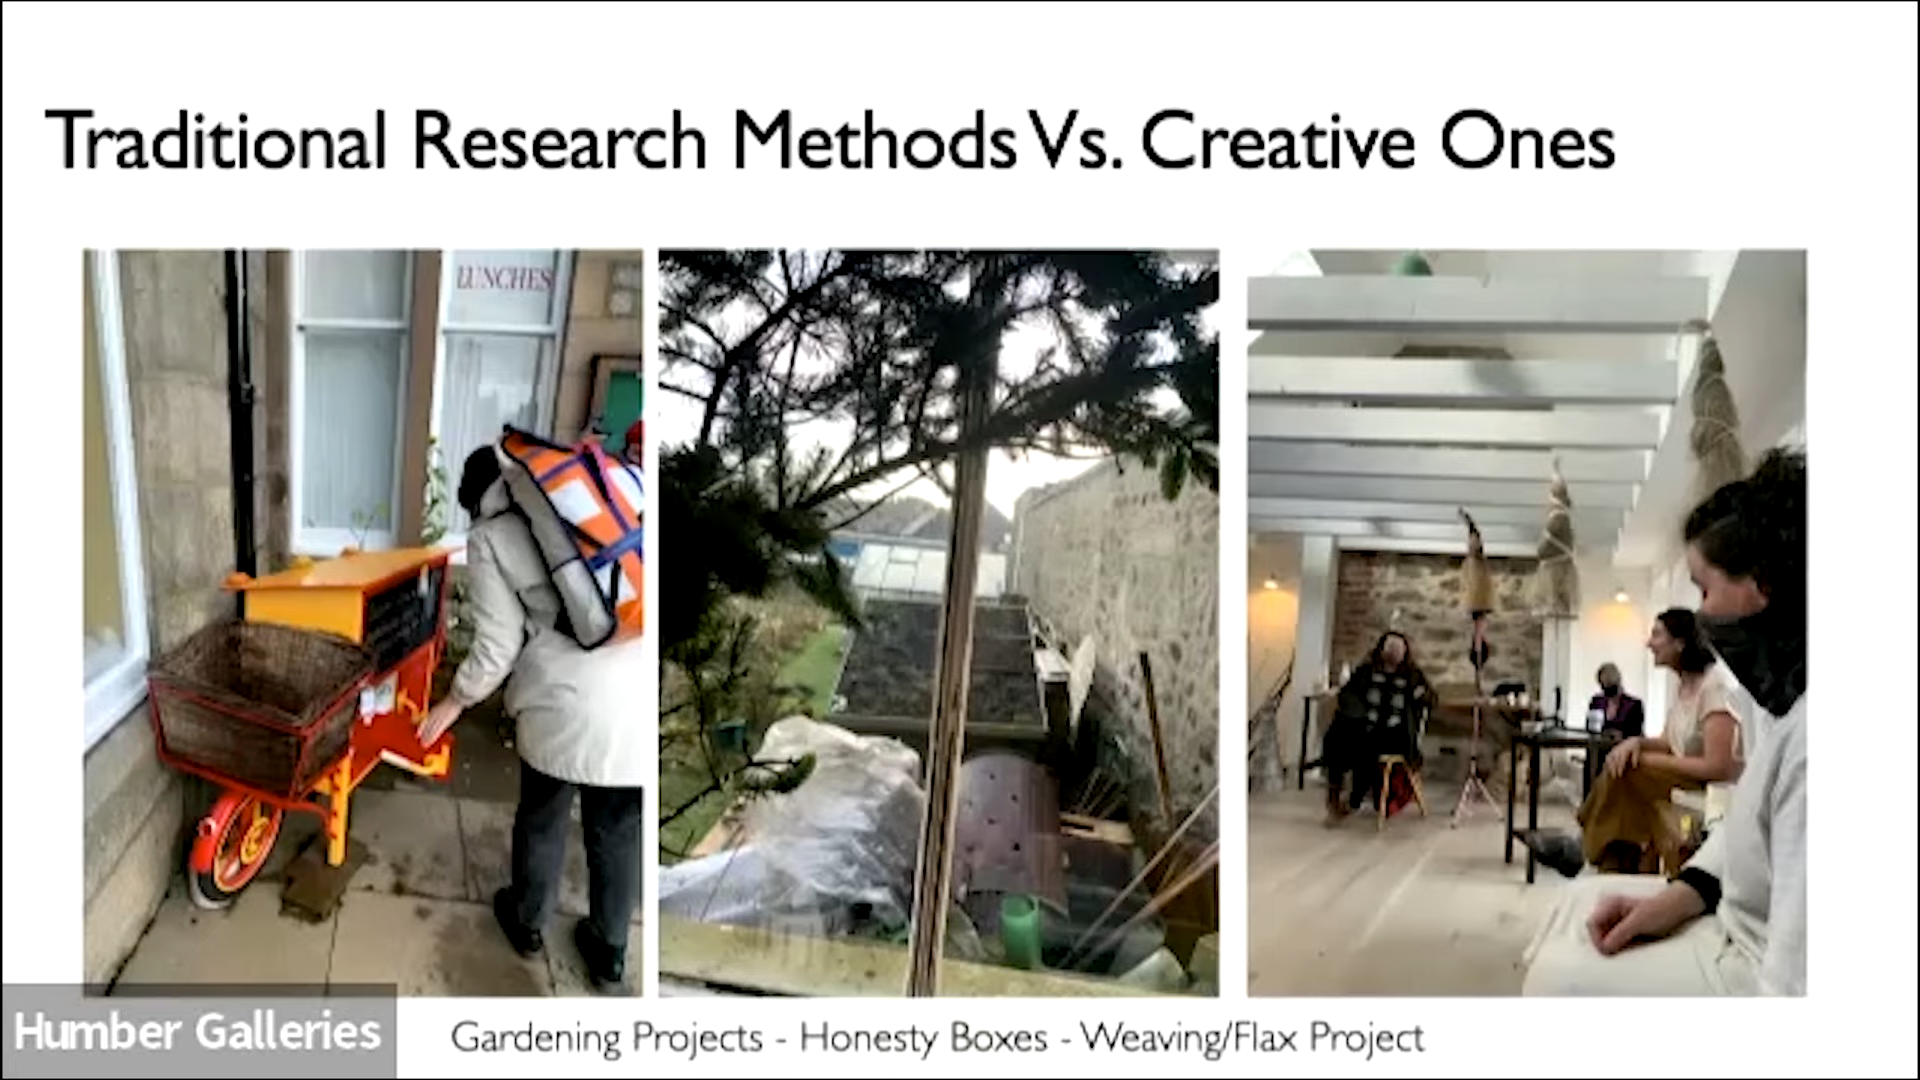 Traditional Research Methods Vs. Creative Ones
LUNCHES
Humber Galleries
Gardening Projects - Honesty Boxes - Weaving/Flax Project